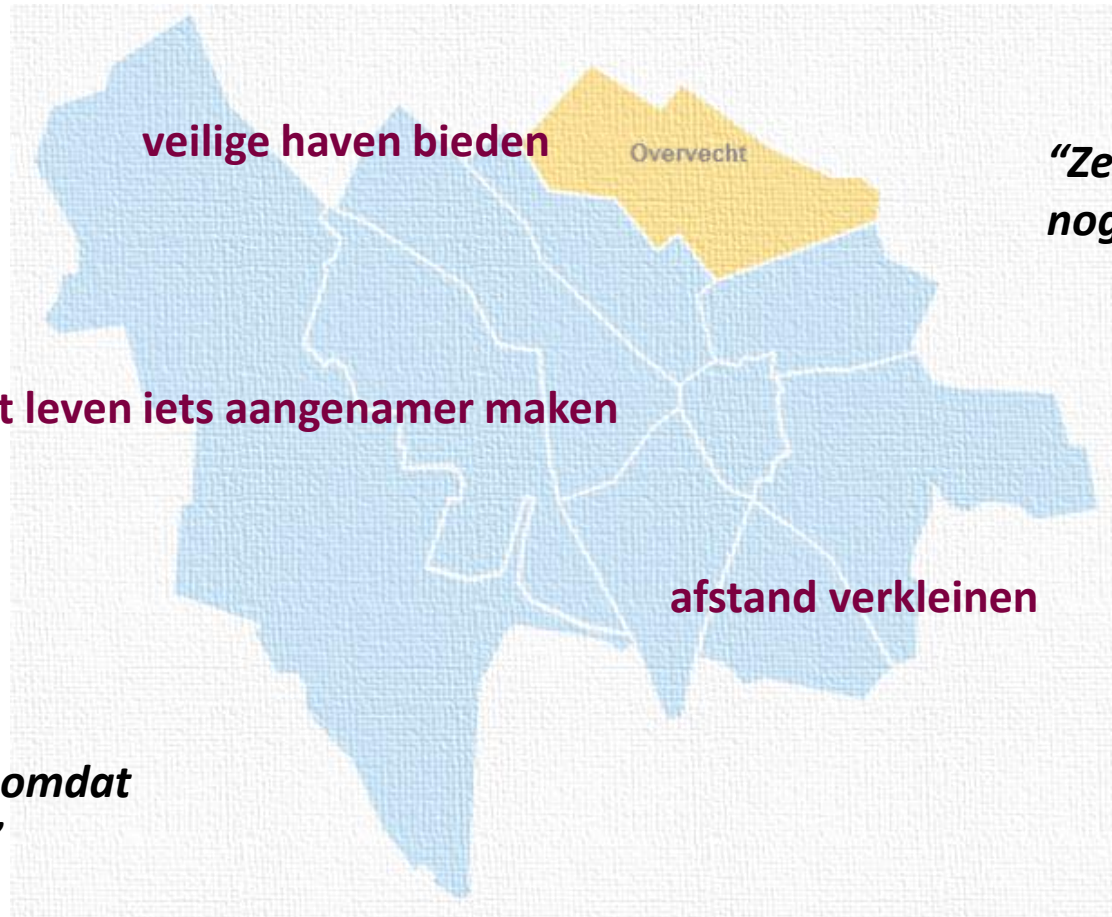 veilige haven bieden
Overvecht
“Ze
nog
t leven iets aangenamer maken
afstand verkleinen
omdat
”